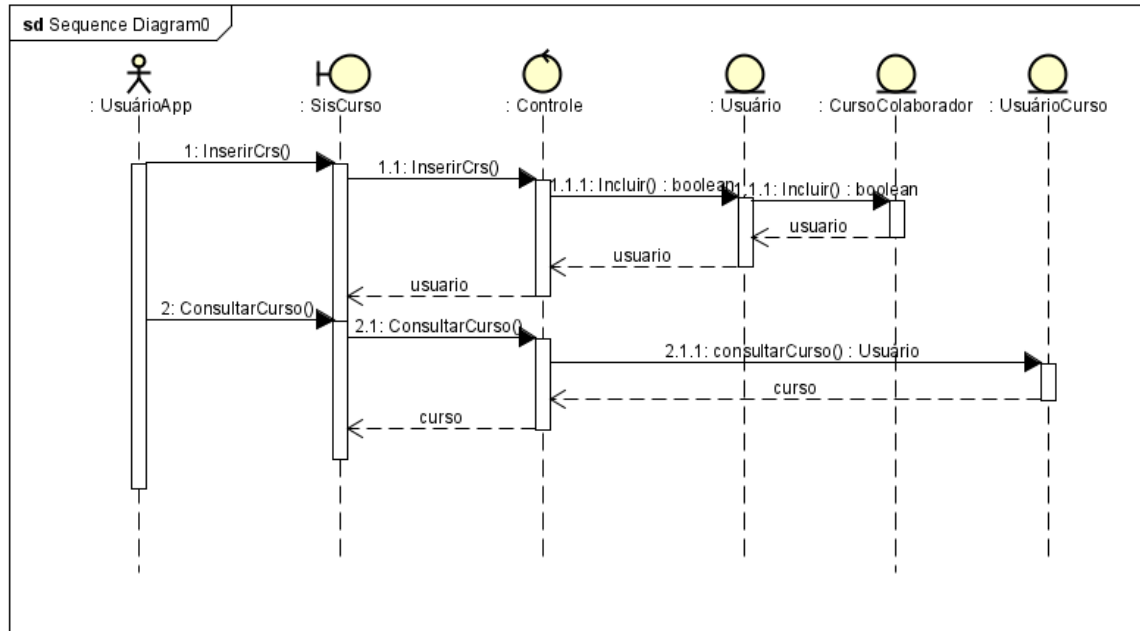 sd Sequence Diagram0
: UsuárioApp
: SisCurso
: Controle
: Usuário
: CursoColaborador
: UsuárioCurso
1: InserirCrs()
1.1: InserirCrs()
1.1.1: Incluir() : boolean
1.1.1: Incluir() : boolean
usuario
usuario
usuario
2: ConsultarCurso()
2.1: ConsultarCurso()
2.1.1: consultarCurso() : Usuário
curso
curso